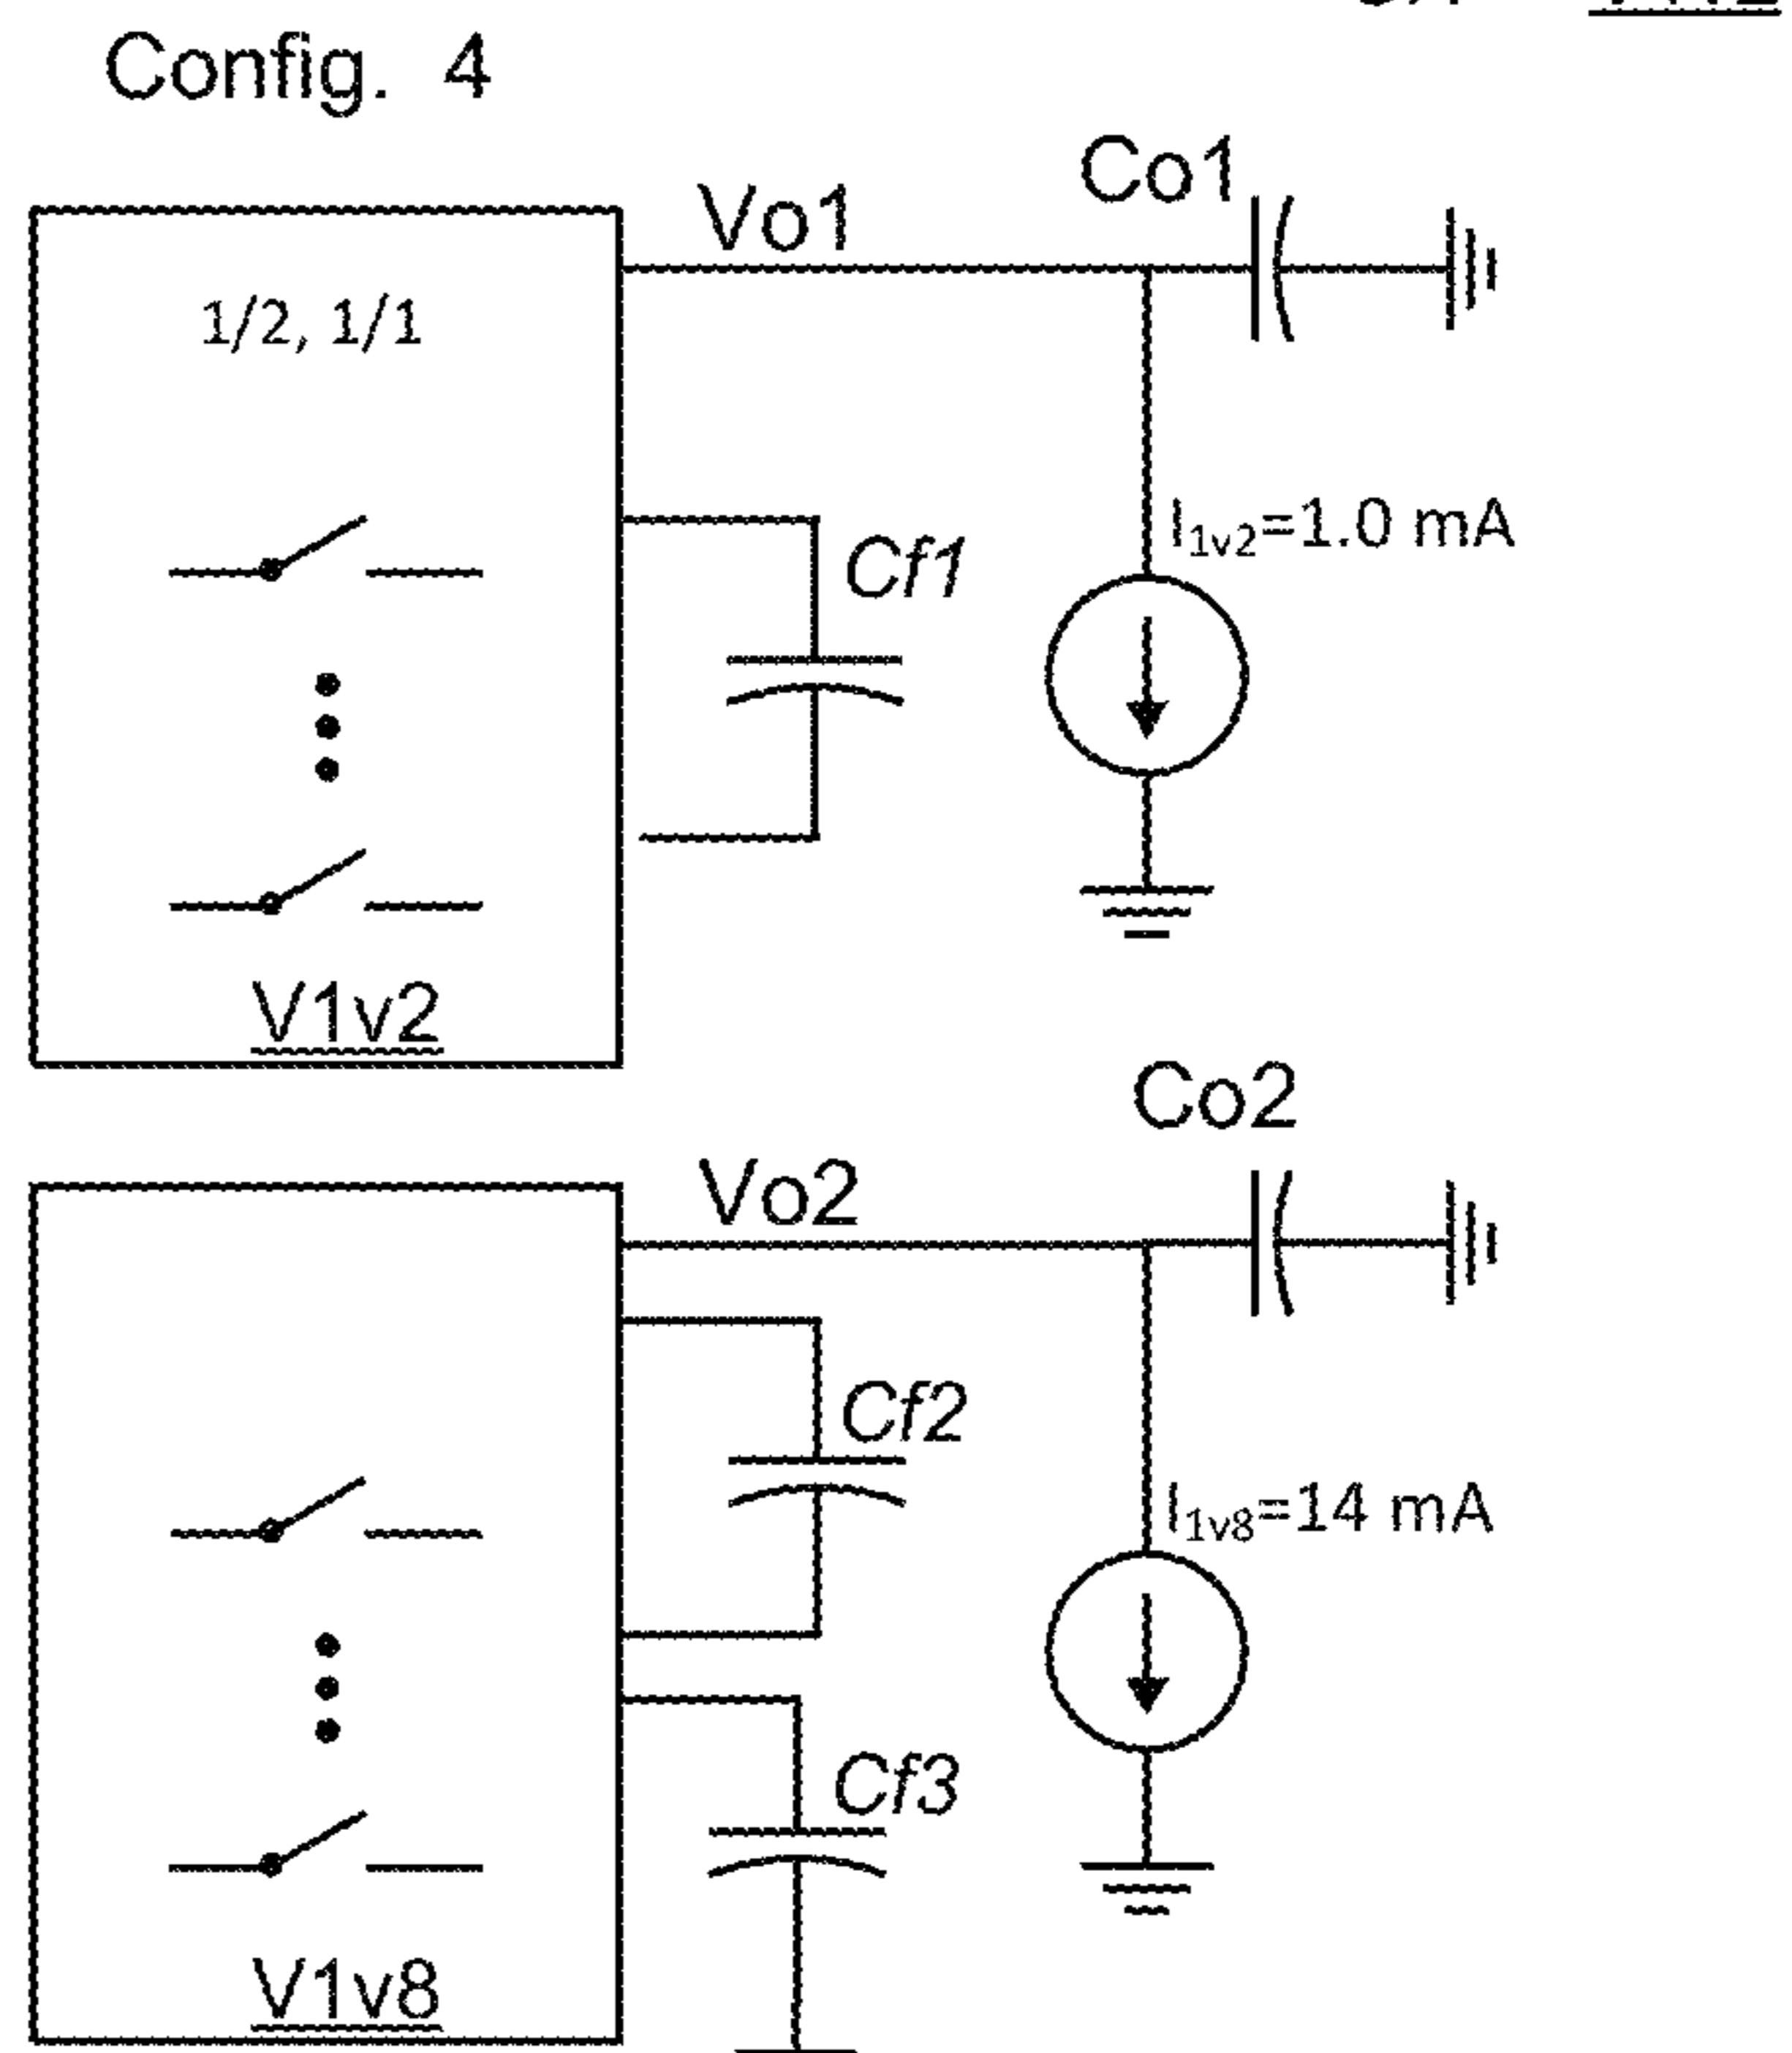 Config. 4
Co1
Vo1
1/2, 1/1
I1v2=1.0 mA
Cf1
V1v2
Co2
Vo2
Cf2
I1v8=14 mA
Cf3
V1v8